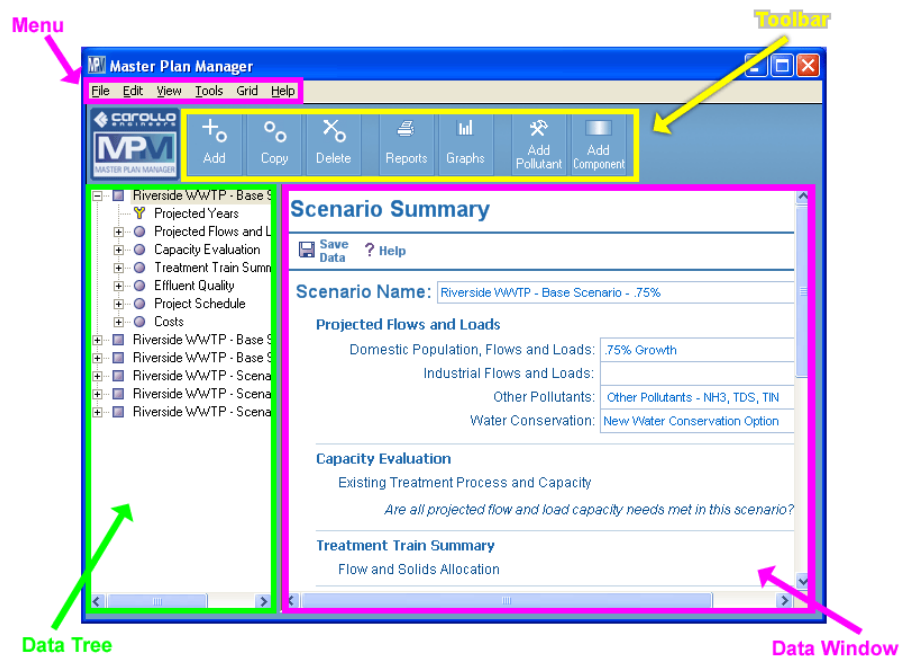 Menu
Toolbar
MPM Master Plan Manager
File Edit View Tools Grid Help
carollo
engineers
MPM
MASTER PLAN MANAGER
Add Copy Delete Reports Graphs Add Pollutant Add Component
Riverside WWTP - Base S
Projected Years
Projected Flows and L
Capacity Evaluation
Treatment Train Summ
Effluent Quality
Project Schedule
Costs
Riverside WWTP - Base S
Riverside WWTP - Base S
Riverside WWTP - Scena
Riverside WWTP - Scena
Riverside WWTP - Scena
Scenario Summary
Save Data ? Help
Scenario Name: Riverside WWTP - Base Scenario - .75%
Projected Flows and Loads
Domestic Population, Flows and Loads: .75% Growth
Industrial Flows and Loads:
Other Pollutants: Other Pollutants - NH3, TDS, TIN
Water Conservation: New Water Conservation Option
Capacity Evaluation
Existing Treatment Process and Capacity
Are all projected flow and load capacity needs met in this scenario?
Treatment Train Summary
Flow and Solids Allocation
Data Tree
Data Window